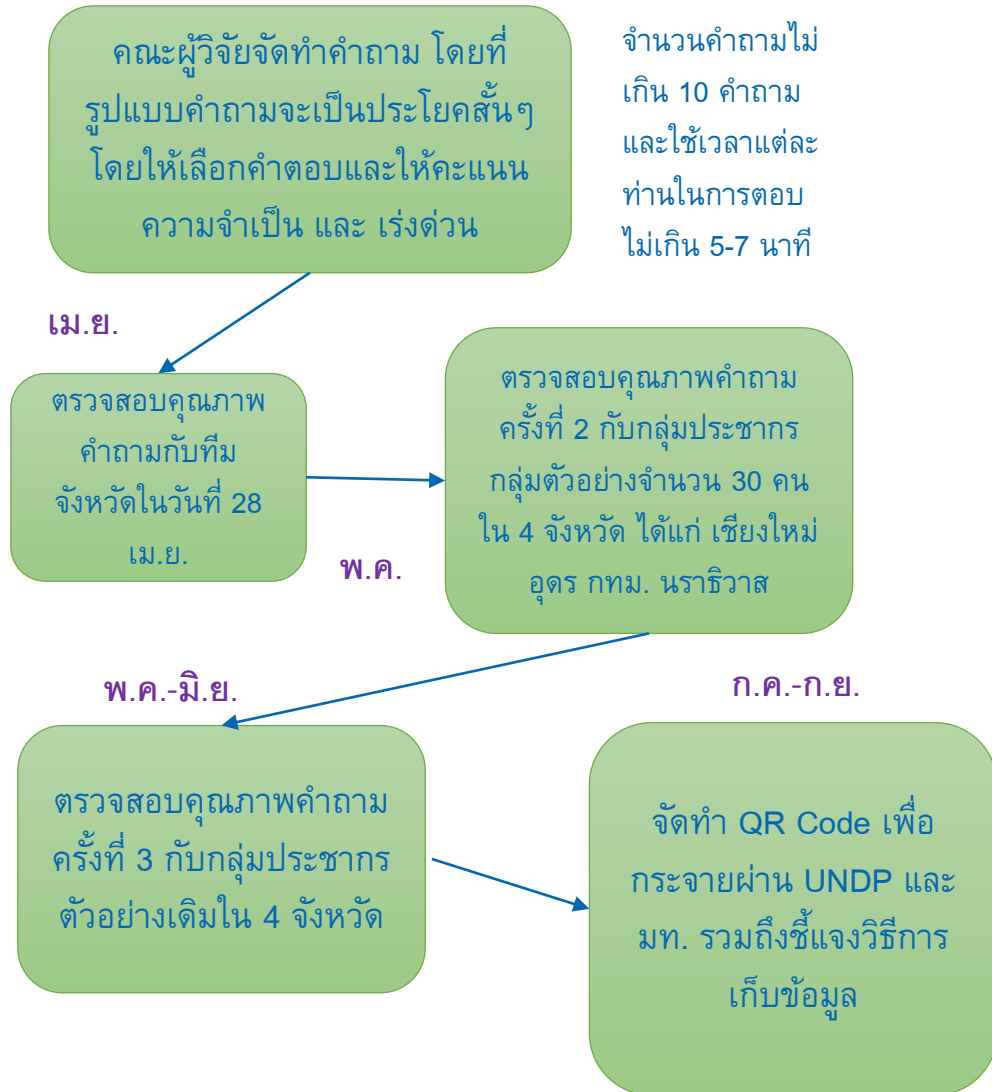 คณะผู้วิจัยจัดทำคำถาม โดยที่
รูปแบบคำถามจะเป็นประโยคสั้นๆ
โดยให้เลือกคำตอบและให้คะแนน
ความจำเป็น และ เร่งด่วน
จำนวนคำถามไม่
เกิน 10 คำถาม
และใช้เวลาแต่ละ
ท่านในการตอบ
ไม่เกิน 5-7 นาที
เม.ย.
ตรวจสอบคุณภาพ
คำถามกับทีม
จังหวัดในวันที่ 28
เม.ย.
พ.ค.
ตรวจสอบคุณภาพคำถาม
ครั้งที่ 2 กับกลุ่มประชากร
กลุ่มตัวอย่างจำนวน 30 คน
ใน 4 จังหวัด ได้แก่ เชียงใหม่
อุดร กทม. นราธิวาส
พ.ค.-มิ.ย.
ตรวจสอบคุณภาพคำถาม
ครั้งที่ 3 กับกลุ่มประชากร
ตัวอย่างเดิมใน 4 จังหวัด
ก.ค.-ก.ย.
จัดทำ QR Code เพื่อ
กระจายผ่าน UNDP และ
มท. รวมถึงชี้แจงวิธีการ
เก็บข้อมูล